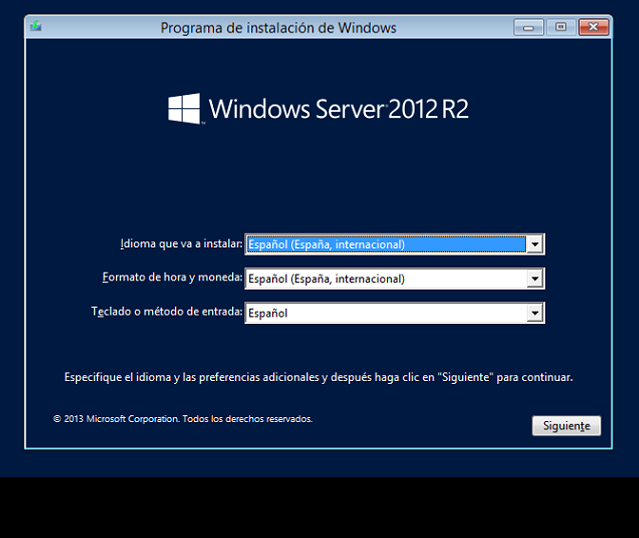 Programa de instalación de Windows
Windows Server 2012 R2
Idioma que va a instalar: Español (España, internacional)
Formato de hora y moneda: Español (España, internacional)
Teclado o método de entrada: Español
Especifique el idioma y las preferencias adicionales y después haga clic en "Siguiente" para continuar.
© 2013 Microsoft Corporation. Todos los derechos reservados.
Siguiente